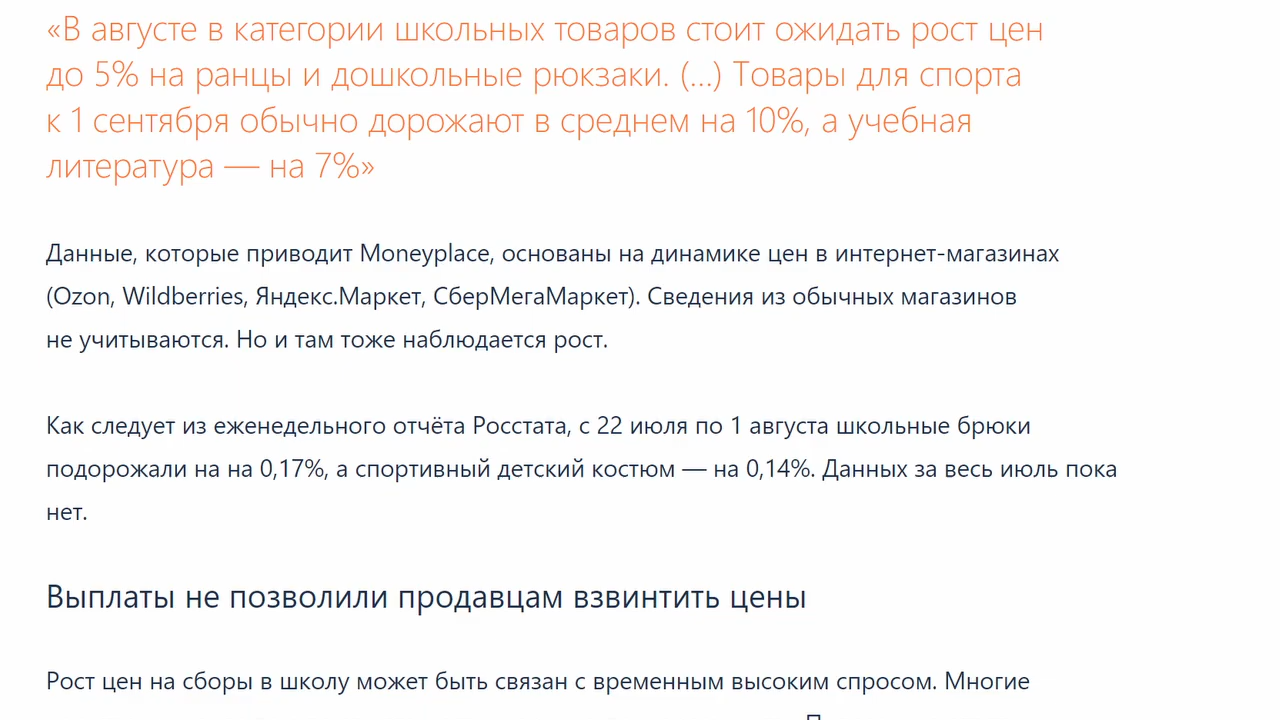 «В августе в категории школьных товаров стоит ожидать рост цен
до 5% на ранцы и дошкольные рюкзаки. (...) Товары для спорта
к 1 сентября обычно дорожают в среднем на 10%, а учебная
литература — на 7%»
Данные, которые приводит Moneyplace, основаны на динамике цен в интернет-магазинах
(Ozon, Wildberries, Яндекс.Маркет, СберМегаМаркет). Сведения из обычных магазинов
не учитываются. Но и там тоже наблюдается рост.
Как следует из еженедельного отчёта Росстата, с 22 июля по 1 августа школьные брюки
подорожали на на 0,17%, а спортивный детский костюм — на 0,14%. Данных за весь июль пока
нет.
Выплаты не позволили продавцам взвинтить цены
Рост цен на сборы в школу может быть связан с временным высоким спросом. Многие